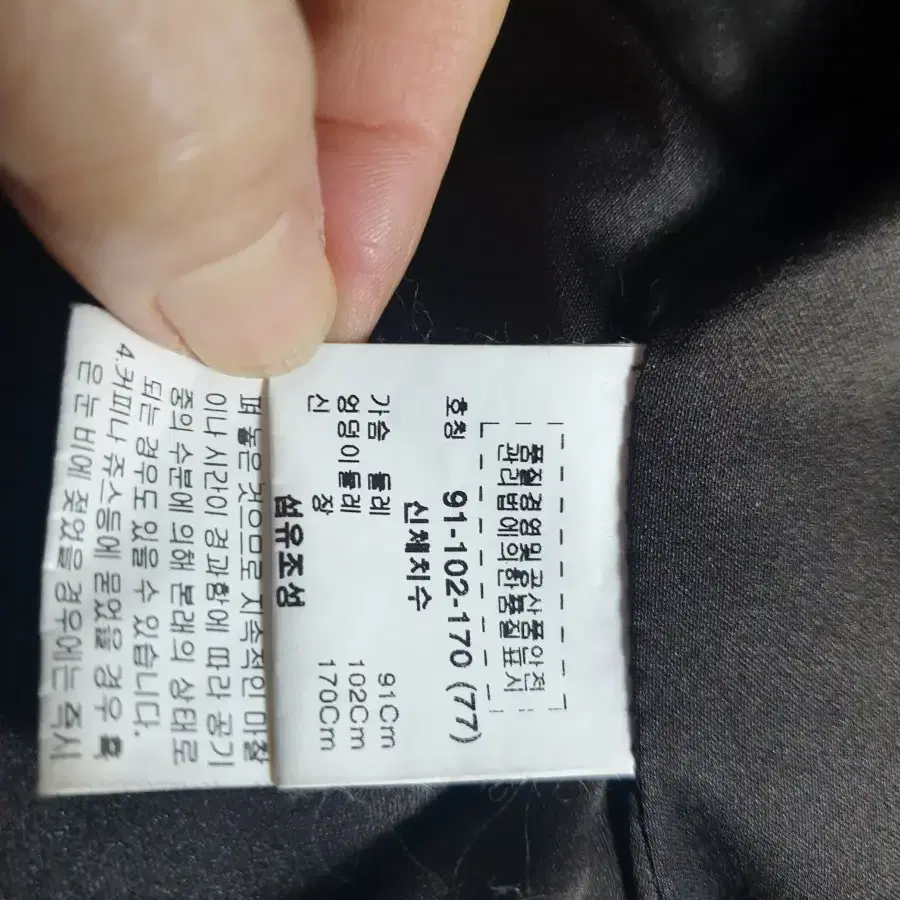 품질경영및 공산품안전
관리법에의한 품질 표시
호칭 91-102-170 (77)
신체치수
가슴 둘레 91Cm
엉덩이둘레 102Cm
신 장 170Cm
섬유조성
퍼 높은 것으므로 지속적인 마찰
이나 시간이 경과함에 따라 공기
중의 수분에 의해 본래의 상태로
되는 경우도 있을 수 있습니다.
4.커피나 쥬스등에 묻었을 경우 혹
은 눈 비에 젖었을 경우에는 즉시